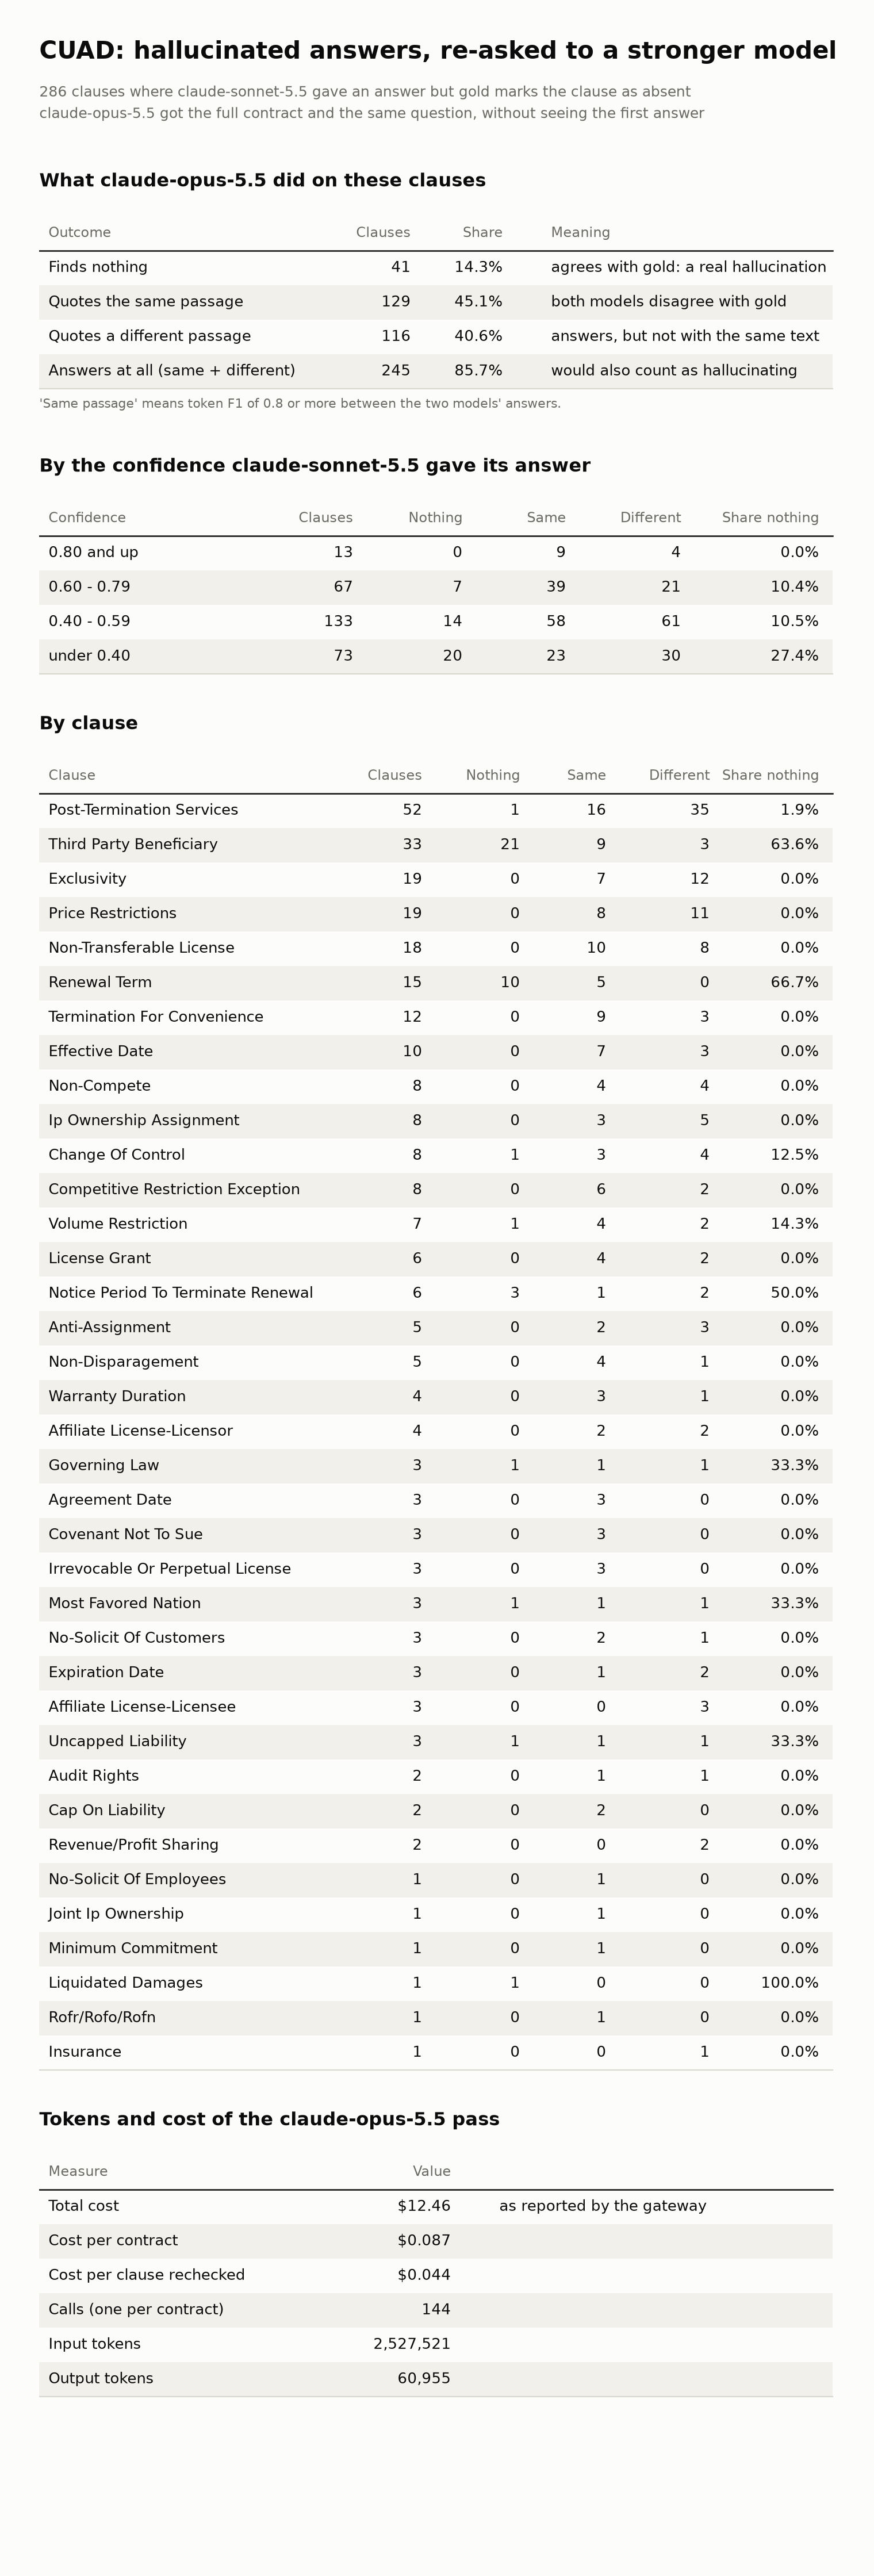 CUAD: hallucinated answers, re-asked to a stronger model
286 clauses where claude-sonnet-5.5 gave an answer but gold marks the clause as absent
claude-opus-5.5 got the full contract and the same question, without seeing the first answer
What claude-opus-5.5 did on these clauses
Outcome Clauses Share Meaning
Finds nothing 41 14.3% agrees with gold: a real hallucination
Quotes the same passage 129 45.1% both models disagree with gold
Quotes a different passage 116 40.6% answers, but not with the same text
Answers at all (same + different) 245 85.7% would also count as hallucinating
'Same passage' means token F1 of 0.8 or more between the two models' answers.
By the confidence claude-sonnet-5.5 gave its answer
Confidence Clauses Nothing Same Different Share nothing
0.80 and up 13 0 9 4 0.0%
0.60 - 0.79 67 7 39 21 10.4%
0.40 - 0.59 133 14 58 61 10.5%
under 0.40 73 20 23 30 27.4%
By clause
Clause Clauses Nothing Same Different Share nothing
Post-Termination Services 52 1 16 35 1.9%
Third Party Beneficiary 33 21 9 3 63.6%
Exclusivity 19 0 7 12 0.0%
Price Restrictions 19 0 8 11 0.0%
Non-Transferable License 18 0 10 8 0.0%
Renewal Term 15 10 5 0 66.7%
Termination For Convenience 12 0 9 3 0.0%
Effective Date 10 0 7 3 0.0%
Non-Compete 8 0 4 4 0.0%
Ip Ownership Assignment 8 0 3 5 0.0%
Change Of Control 8 1 3 4 12.5%
Competitive Restriction Exception 8 0 6 2 0.0%
Volume Restriction 7 1 4 2 14.3%
License Grant 6 0 4 2 0.0%
Notice Period To Terminate Renewal 6 3 1 2 50.0%
Anti-Assignment 5 0 2 3 0.0%
Non-Disparagement 5 0 4 1 0.0%
Warranty Duration 4 0 3 1 0.0%
Affiliate License-Licensor 4 0 2 2 0.0%
Governing Law 3 1 1 1 33.3%
Agreement Date 3 0 3 0 0.0%
Covenant Not To Sue 3 0 3 0 0.0%
Irrevocable Or Perpetual License 3 0 3 0 0.0%
Most Favored Nation 3 1 1 1 33.3%
No-Solicit Of Customers 3 0 2 1 0.0%
Expiration Date 3 0 1 2 0.0%
Affiliate License-Licensee 3 0 0 3 0.0%
Uncapped Liability 3 1 1 1 33.3%
Audit Rights 2 0 1 1 0.0%
Cap On Liability 2 0 2 0 0.0%
Revenue/Profit Sharing 2 0 0 2 0.0%
No-Solicit Of Employees 1 0 1 0 0.0%
Joint Ip Ownership 1 0 1 0 0.0%
Minimum Commitment 1 0 1 0 0.0%
Liquidated Damages 1 1 0 0 100.0%
Rofr/Rofo/Rofn 1 0 1 0 0.0%
Insurance 1 0 0 1 0.0%
Tokens and cost of the claude-opus-5.5 pass
Measure Value
Total cost $12.46 as reported by the gateway
Cost per contract $0.087
Cost per clause rechecked $0.044
Calls (one per contract) 144
Input tokens 2,527,521
Output tokens 60,955